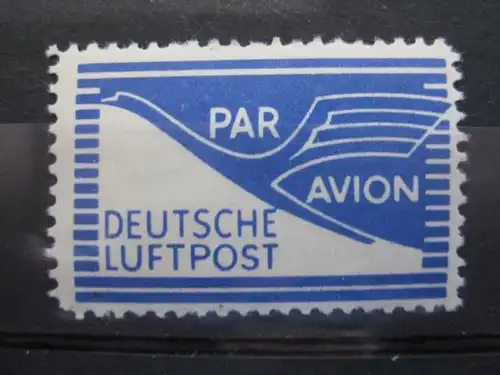 PAR
AVION
DEUTSCHE
LUFTPOST